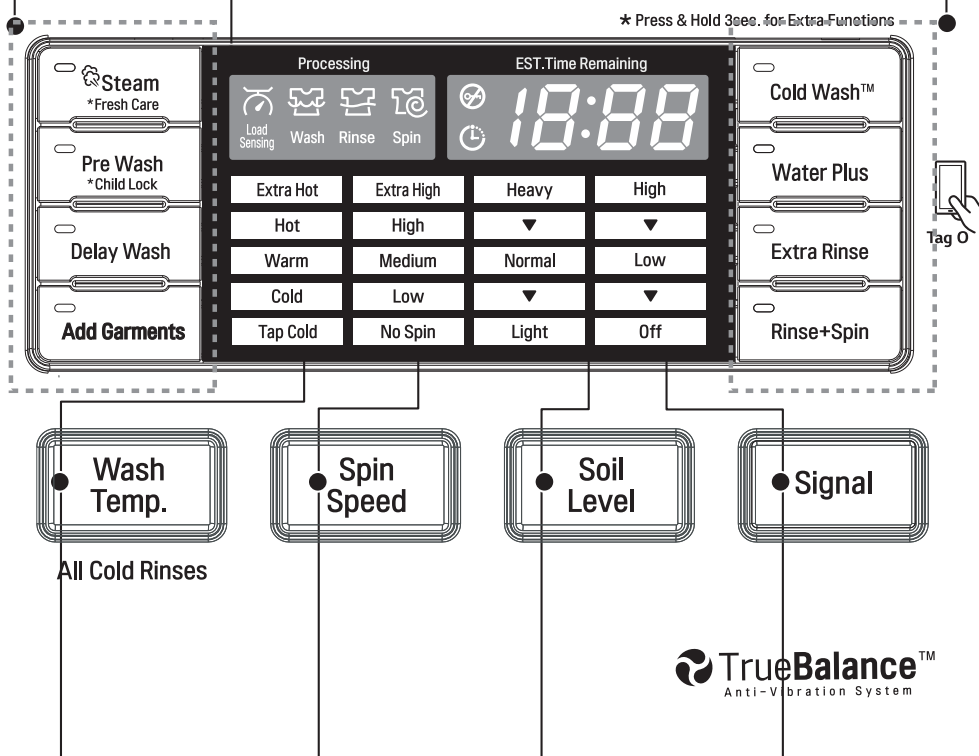 * Press & Hold 3sec. for Extra Functions
Steam
*Fresh Care
Pre Wash
*Child Lock
Delay Wash
Add Garments
Processing
Load
Sensing
Wash
Rinse
Spin
EST.Time Remaining
18:88
Extra Hot
Extra High
Heavy
High
Hot
High
▼
▼
Warm
Medium
Normal
Low
Cold
Low
▼
▼
Tap Cold
No Spin
Light
Off
Cold Wash™
Water Plus
Extra Rinse
Rinse+Spin
Tag O
Wash
Temp.
Spin
Speed
Soil
Level
Signal
All Cold Rinses
TrueBalance™
Anti-Vibration System